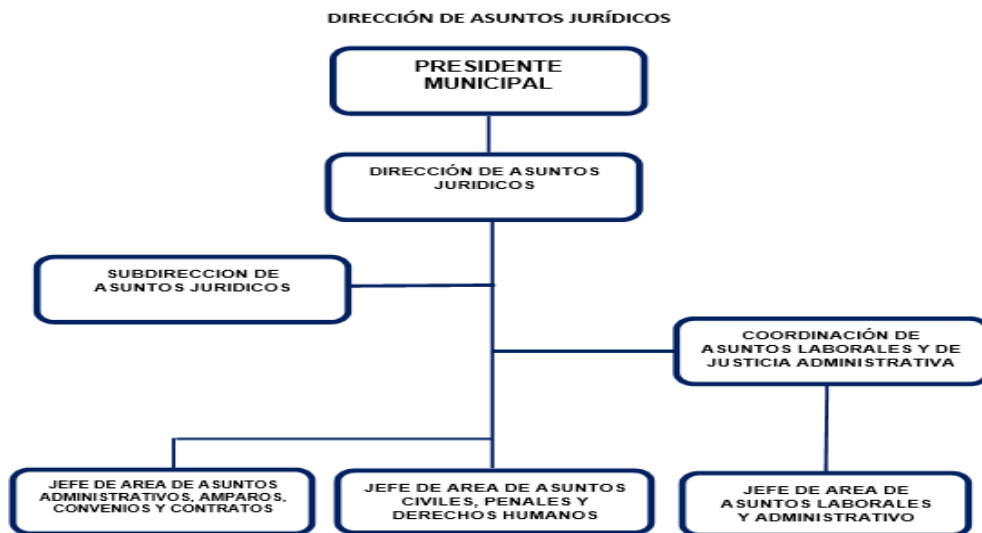 DIRECCIÓN DE ASUNTOS JURÍDICOS
PRESIDENTE
MUNICIPAL
DIRECCIÓN DE ASUNTOS
JURIDICOS
SUBDIRECCION DE
ASUNTOS JURIDICOS
COORDINACIÓN DE
ASUNTOS LABORALES Y DE
JUSTICIA ADMINISTRATIVA
JEFE DE AREA DE ASUNTOS
ADMINISTRATIVOS, AMPAROS,
CONVENIOS Y CONTRATOS
JEFE DE AREA DE ASUNTOS
CIVILES, PENALES Y
DERECHOS HUMANOS
JEFE DE AREA DE
ASUNTOS LABORALES
Y ADMINISTRATIVO